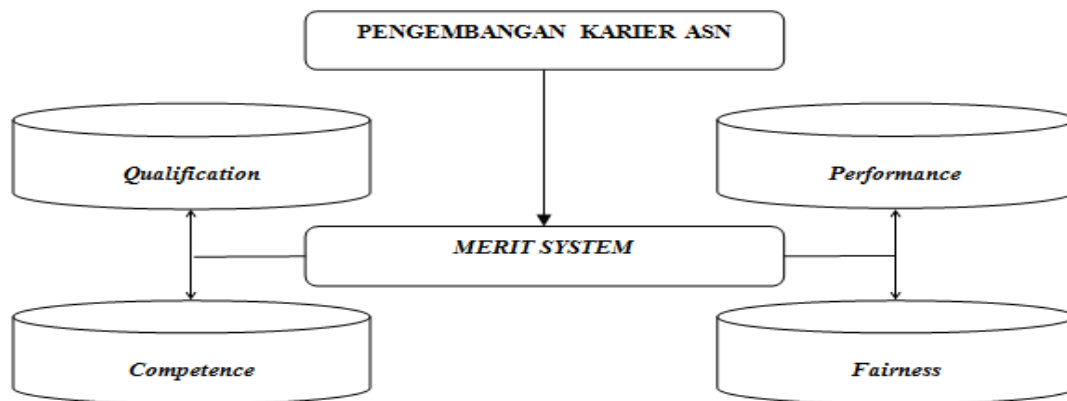 PENGEMBANGAN KARIER ASN
Qualification
Performance
MERIT SYSTEM
Competence
Fairness